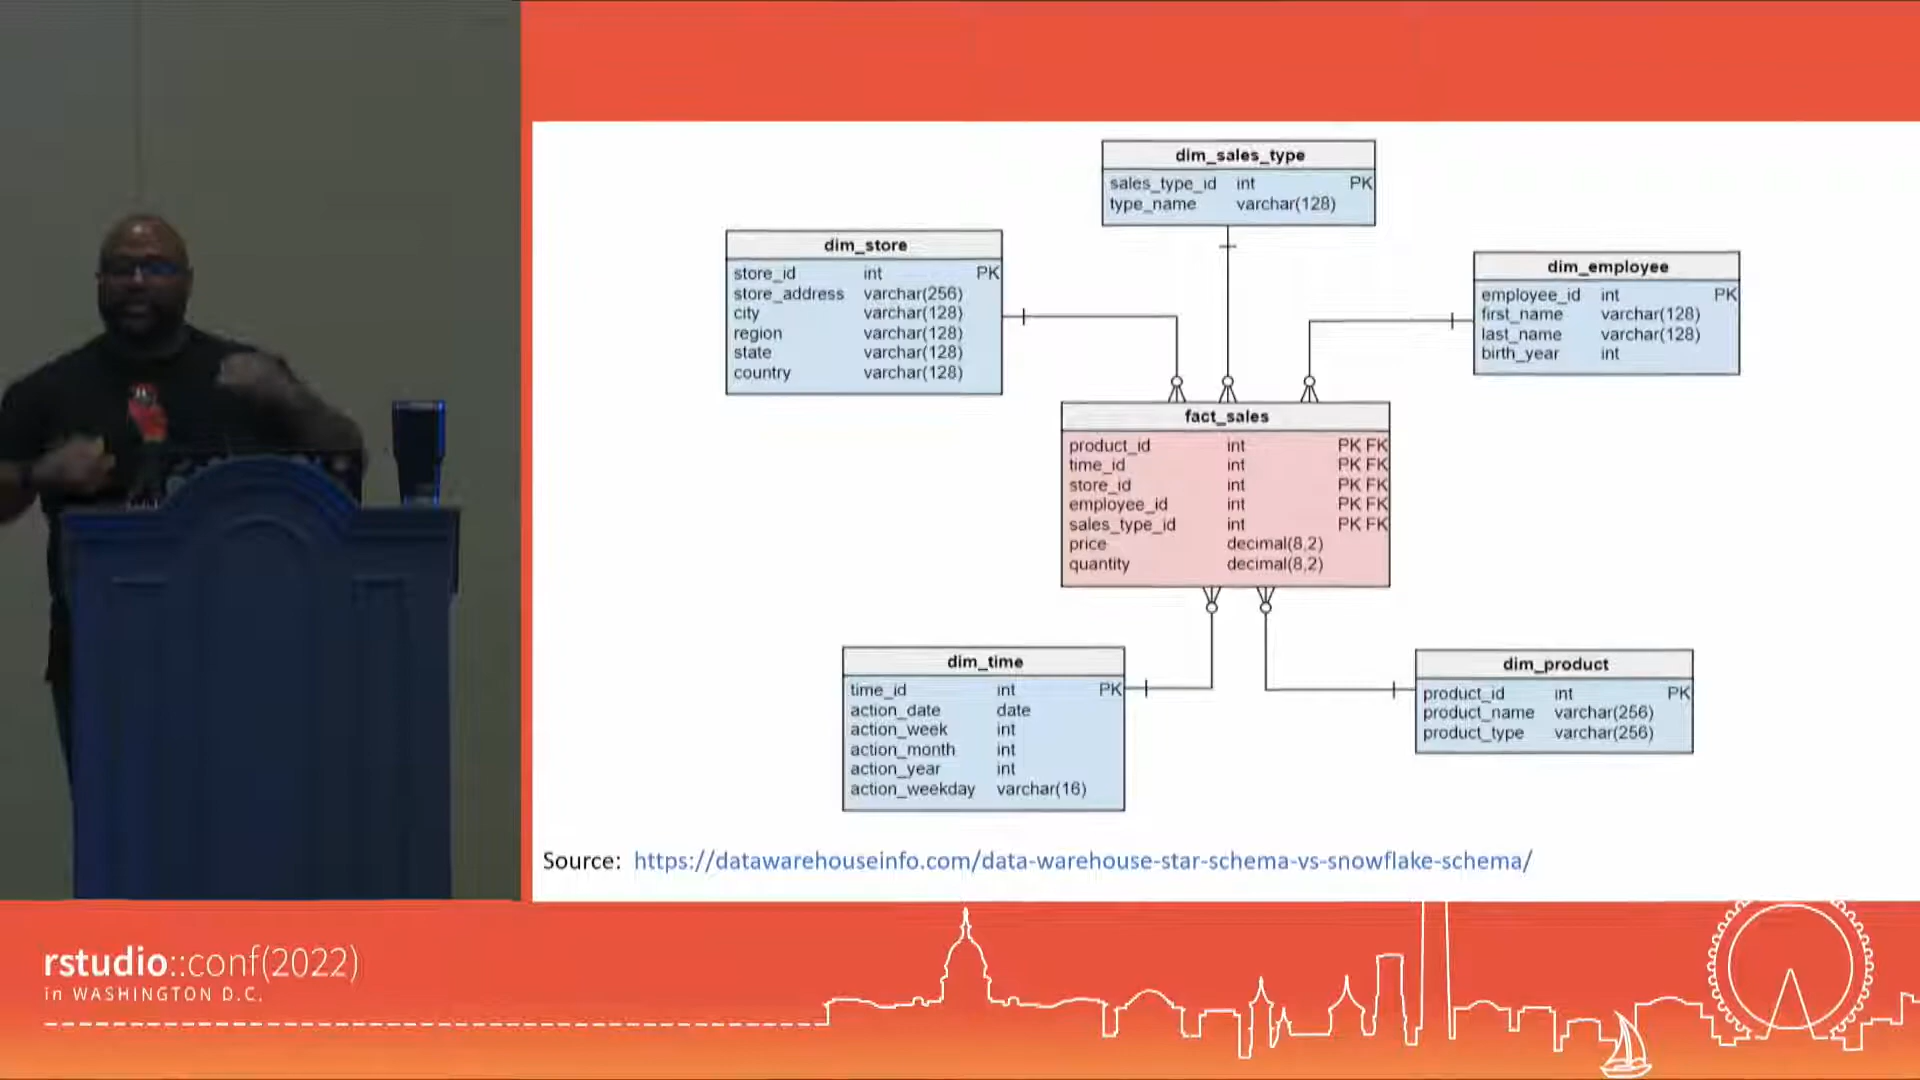 dim_sales_type
sales_type_id int PK
type_name varchar(128)
dim_store
store_id int PK
store_address varchar(256)
city varchar(128)
region varchar(128)
state varchar(128)
country varchar(128)
dim_employee
employee_id int PK
first_name varchar(128)
last_name varchar(128)
birth_year int
fact_sales
product_id int PK FK
time_id int PK FK
store_id int PK FK
employee_id int PK FK
sales_type_id int PK FK
price decimal(8,2)
quantity decimal(8,2)
dim_time
time_id int PK
action_date date
action_week int
action_month int
action_year int
action_weekday varchar(16)
dim_product
product_id int PK
product_name varchar(256)
product_type varchar(256)
Source: https://datawarehouseinfo.com/data-warehouse-star-schema-vs-snowflake-schema/
rstudio::conf(2022)
in WASHINGTON D.C.